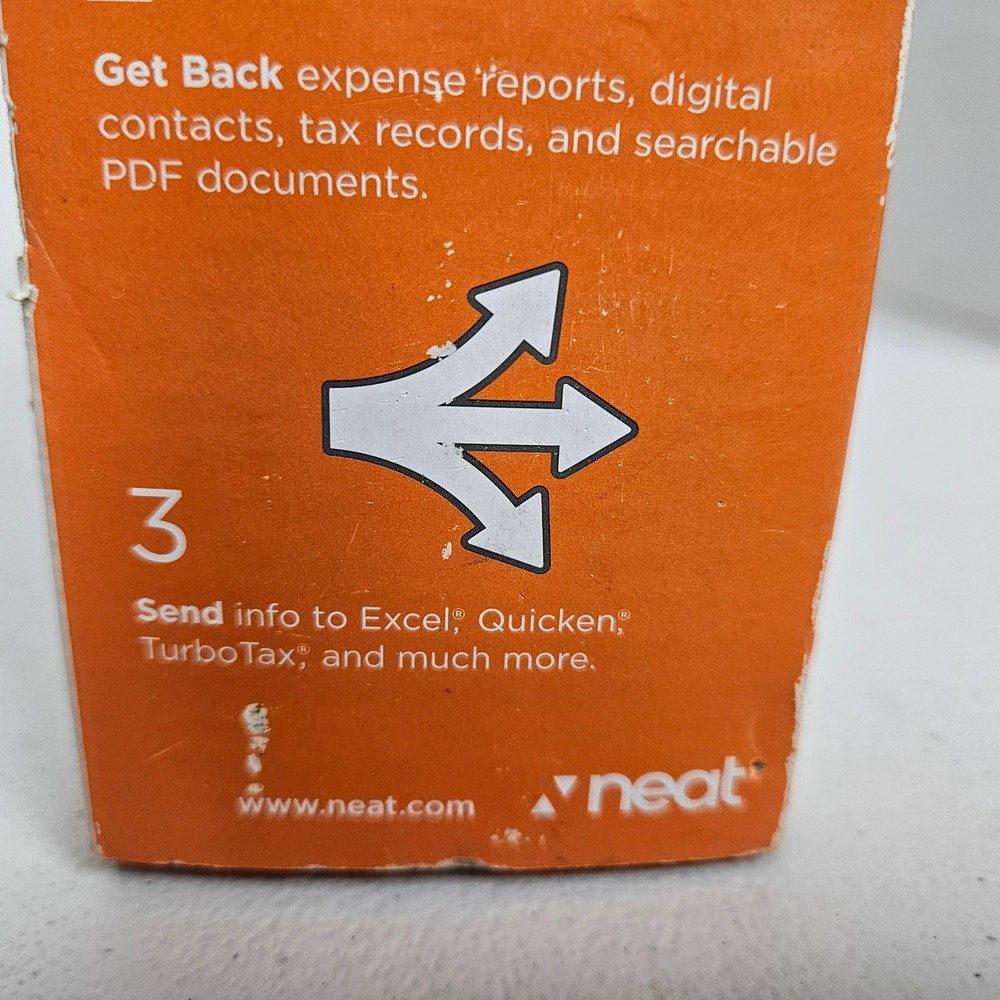 Get Back expense reports, digital
contacts, tax records, and searchable
PDF documents.
3
Send info to Excel,® Quicken,®
TurboTax,® and much more.
www.neat.com
neat